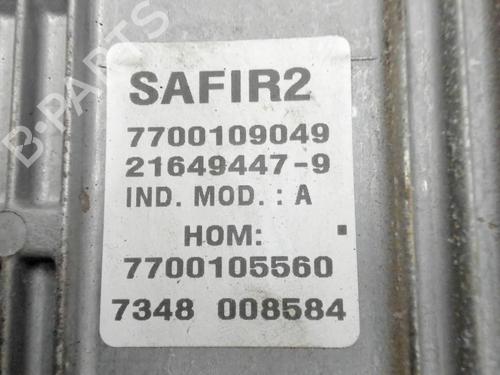 B-PARTS
SAFIR2
7700109049
21649447-9
IND. MOD. : A
HOM:
7700105560
7348 008584